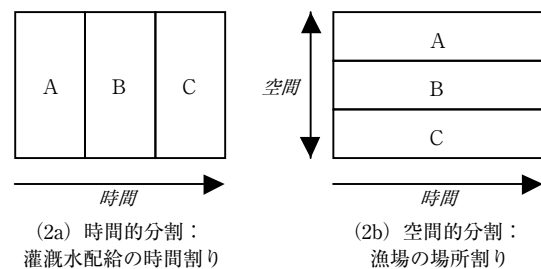 A B C
時間
(2a) 時間的分割：
灌漑水配給の時間割り
空間
A
B
C
時間
(2b) 空間的分割：
漁場の場所割り